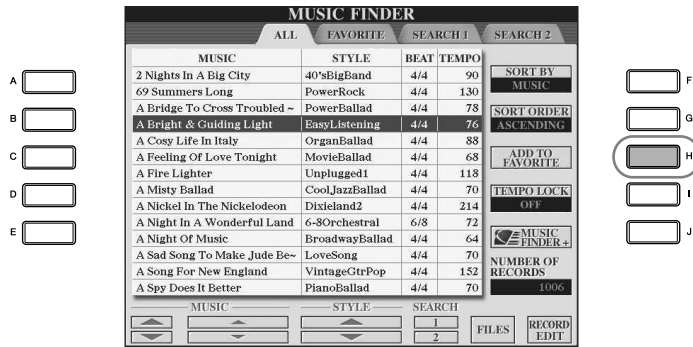 MUSIC FINDER
ALL FAVORITE SEARCH 1 SEARCH 2
MUSIC STYLE BEAT TEMPO
2 Nights In A Big City 40'sBigBand 4/4 90
69 Summers Long PowerRock 4/4 130
A Bridge To Cross Troubled ~ PowerBallad 4/4 78
A Bright & Guiding Light EasyListening 4/4 76
A Cosy Life In Italy OrganBallad 4/4 88
A Feeling Of Love Tonight MovieBallad 4/4 68
A Fire Lighter Unplugged1 4/4 118
A Misty Ballad CoolJazzBallad 4/4 70
A Nickel In The Nickelodeon Dixieland2 4/4 214
A Night In A Wonderful Land 6-8Orchestral 6/8 72
A Night Of Music BroadwayBallad 4/4 64
A Sad Song To Make Jude Be~ LoveSong 4/4 70
A Song For New England VintageGtrPop 4/4 152
A Spy Does It Better PianoBallad 4/4 70
SORT BY
MUSIC
SORT ORDER
ASCENDING
ADD TO
FAVORITE
TEMPO LOCK
OFF
MUSIC
FINDER +
NUMBER OF
RECORDS
1006
MUSIC STYLE SEARCH
1
2
FILES
RECORD
EDIT
A
B
C
D
E
F
G
H
I
J